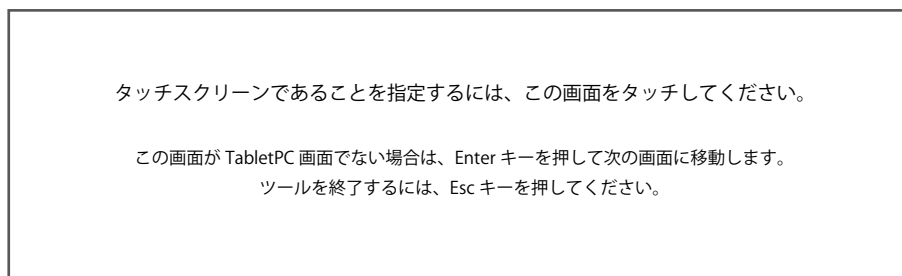 タッチスクリーンであることを指定するには、この画面をタッチしてください。
この画面が TabletPC 画面でない場合は、Enter キーを押して次の画面に移動します。
ツールを終了するには、Esc キーを押してください。